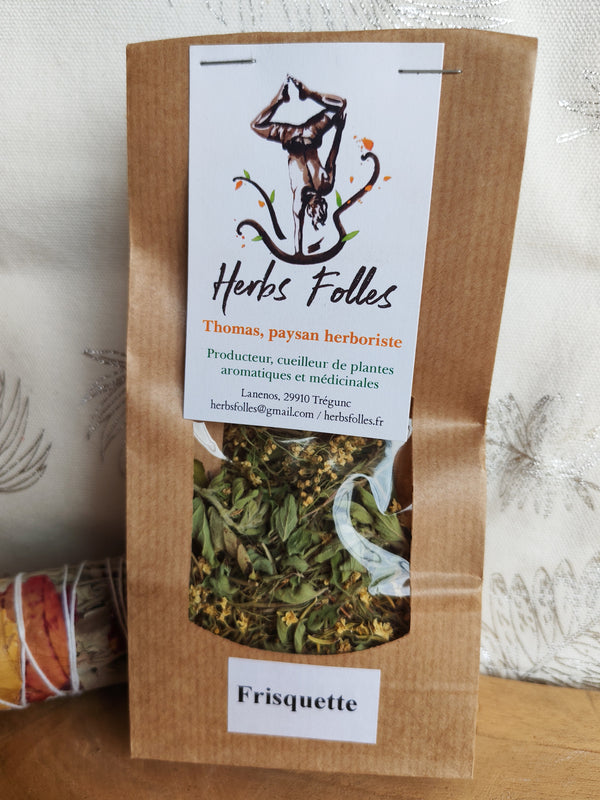 Herbs Folles
Thomas, paysan herboriste
Producteur, cueilleur de plantes
aromatiques et médicinales
Lanenos, 29910 Trégunc
herbsfolles@gmail.com / herbsfolles.fr
Frisquette